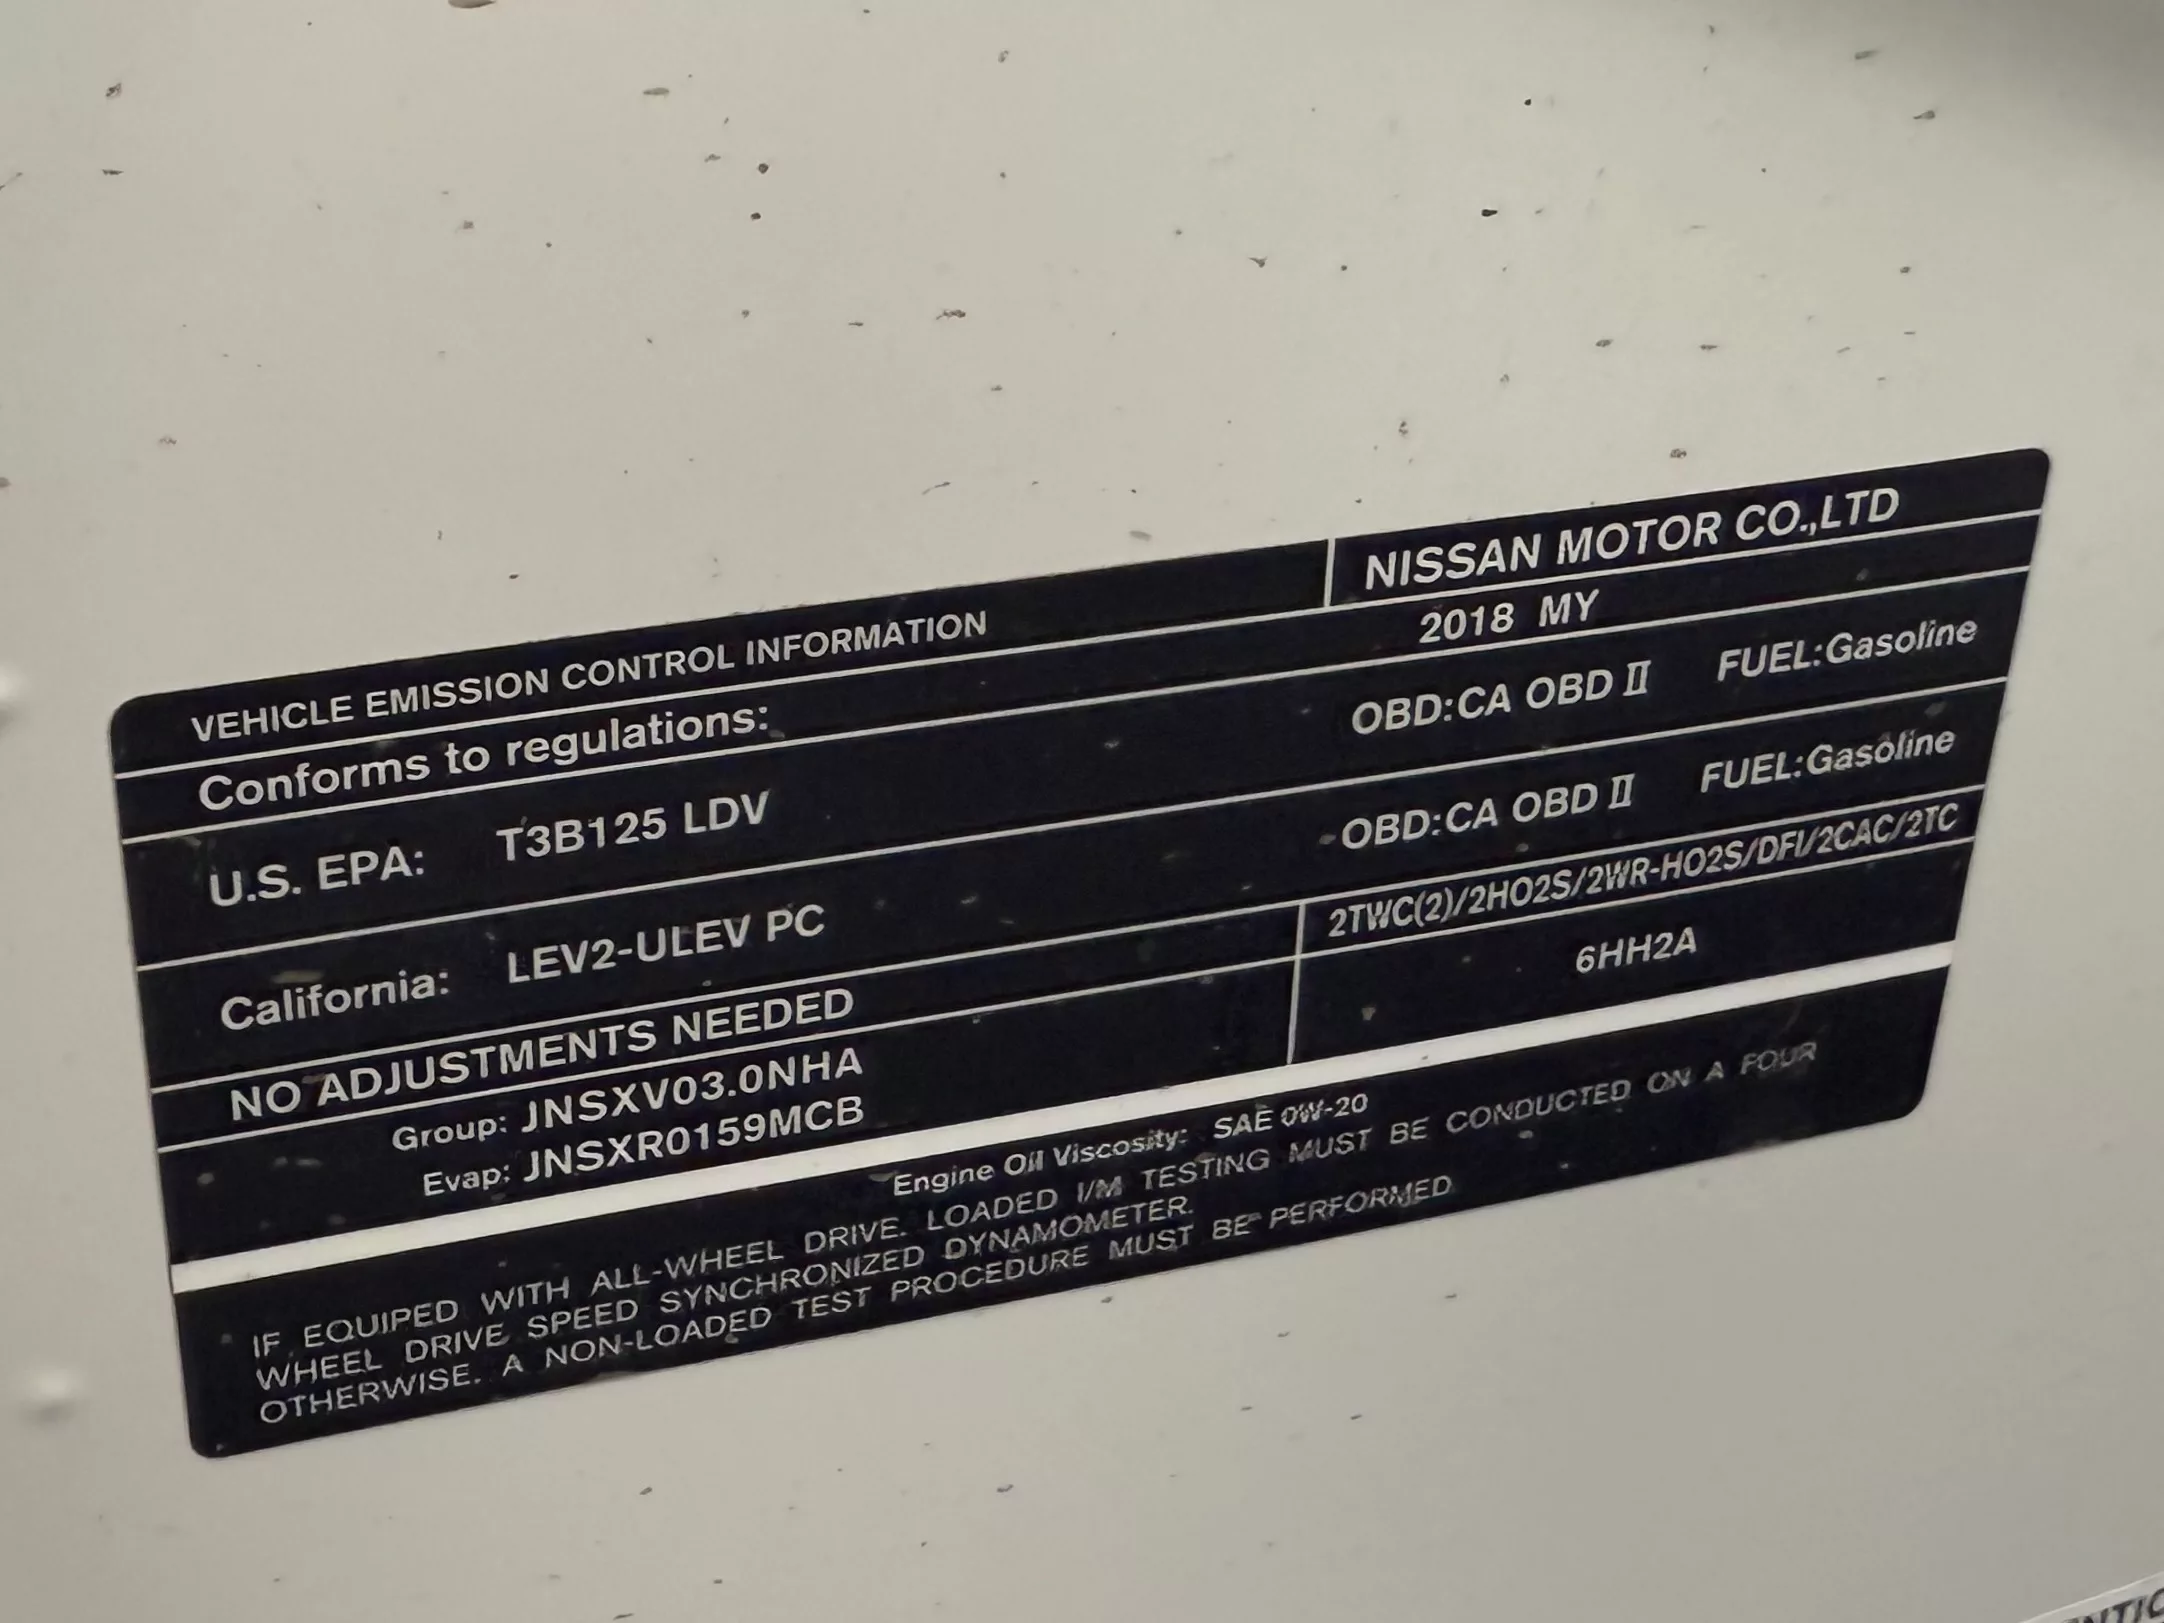 VEHICLE EMISSION CONTROL INFORMATION
NISSAN MOTOR CO.,LTD
Conforms to regulations:
2018 MY
U.S. EPA: T3B125 LDV OBD:CA OBD II FUEL:Gasoline
California: LEV2-ULEV PC OBD:CA OBD II FUEL:Gasoline
NO ADJUSTMENTS NEEDED
2TWC(2)/2HO2S/2WR-HO2S/DFI/2CAC/2TC
Group: JNSXV03.0NHA
Evap: JNSXR0159MCB
6HH2A
Engine Oil Viscosity: SAE 0W-20
IF EQUIPED WITH ALL-WHEEL DRIVE. LOADED I/M TESTING MUST BE CONDUCTED ON A FOUR
WHEEL DRIVE SPEED SYNCHRONIZED DYNAMOMETER.
OTHERWISE. A NON-LOADED TEST PROCEDURE MUST BE PERFORMED